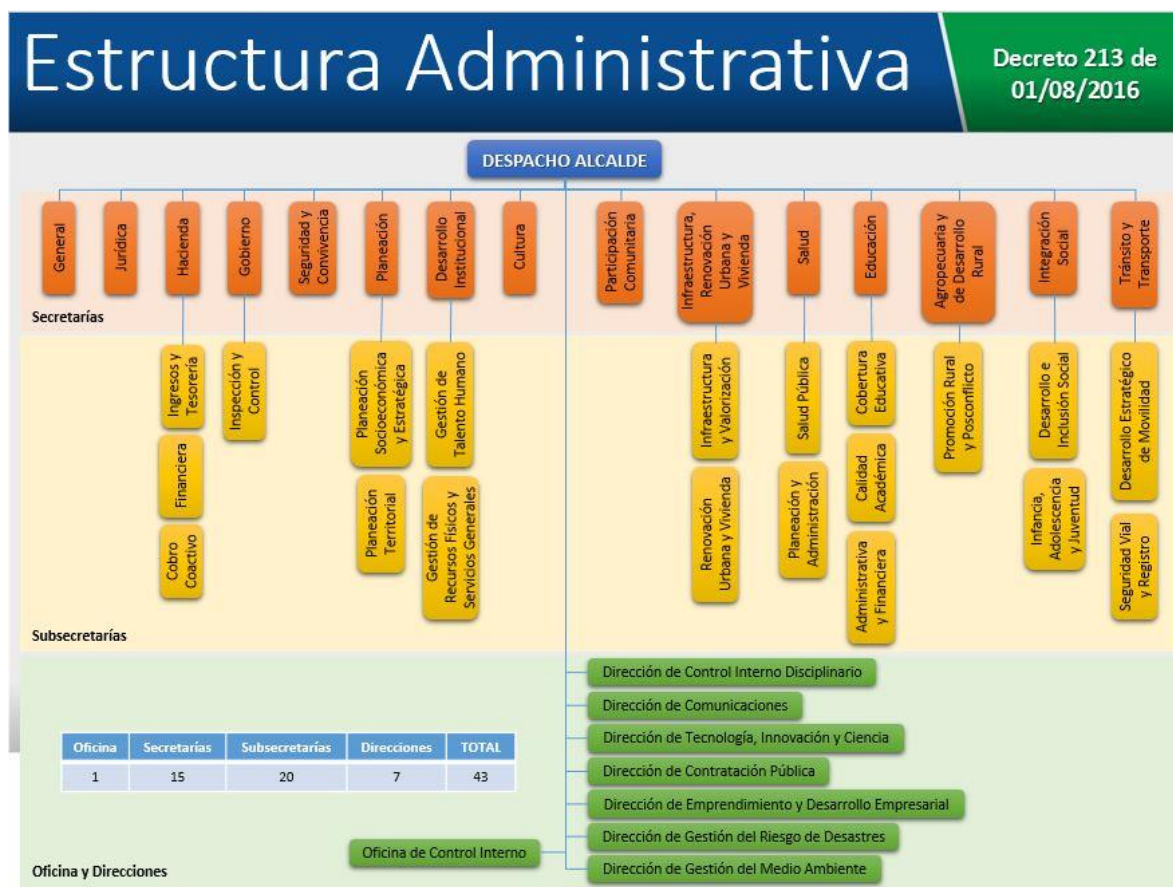 Estructura Administrativa
Decreto 213 de
01/08/2016
DESPACHO ALCALDE
General
Jurídica
Hacienda
Gobierno
Seguridad y
Convivencia
Planeación
Desarrollo
Institucional
Cultura
Participación
Comunitaria
Infraestructura,
Renovación
Urbana y
Vivienda
Salud
Educación
Agropecuaria y
de Desarrollo
Rural
Integración
Social
Tránsito y
Transporte
Secretarías
Ingresos y
Tesorería
Inspección y
Control
Planeación
Socioeconómica
y Estratégica
Gestión de
Talento Humano
Infraestructura
y Valorización
Salud Pública
Cobertura
Educativa
Promoción Rural
y Posconflicto
Desarrollo e
Inclusión Social
Desarrollo Estratégico
de Movilidad
Financiera
Planeación
Territorial
Gestión de
Recursos Físicos y
Servicios Generales
Renovación
Urbana y Vivienda
Planeación y
Administración
Calidad
Académica
Infancia,
Adolescencia
y Juventud
Seguridad Vial
y Registro
Cobro
Coactivo
Administrativa
y Financiera
Subsecretarías
Dirección de Control Interno Disciplinario
Dirección de Comunicaciones
Dirección de Tecnología, Innovación y Ciencia
Dirección de Contratación Pública
Dirección de Emprendimiento y Desarrollo Empresarial
Dirección de Gestión del Riesgo de Desastres
Dirección de Gestión del Medio Ambiente
Oficina de Control Interno
Oficina Secretarías Subsecretarías Direcciones TOTAL
1 15 20 7 43
Oficina y Direcciones